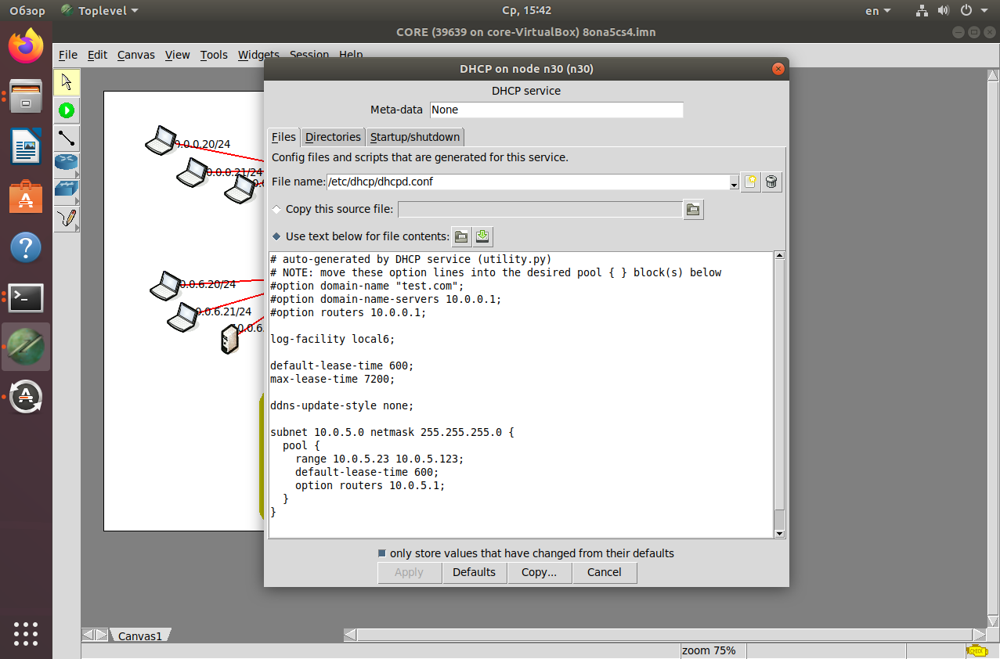 Обзор
Toplevel
Ср, 15:42
en
CORE (39639 on core-VirtualBox) 8ona5cs4.imn
File Edit Canvas View Tools Widgets Session Help
DHCP on node n30 (n30)
DHCP service
Meta-data None
Files Directories Startup/shutdown
Config files and scripts that are generated for this service.
File name: /etc/dhcp/dhcpd.conf
Copy this source file:
Use text below for file contents:
# auto-generated by DHCP service (utility.py)
# NOTE: move these option lines into the desired pool { } block(s) below
#option domain-name "test.com";
#option domain-name-servers 10.0.0.1;
#option routers 10.0.0.1;
log-facility local6;
default-lease-time 600;
max-lease-time 7200;
ddns-update-style none;
subnet 10.0.5.0 netmask 255.255.255.0 {
pool {
range 10.0.5.23 10.0.5.123;
default-lease-time 600;
option routers 10.0.5.1;
}
}
only store values that have changed from their defaults
Apply Defaults Copy... Cancel
.0.0.20/24
0.0.0.21/24
0.0.6.20/24
0.0.6.21/24
10.0.6.
Canvas1
zoom 75%
CHECK